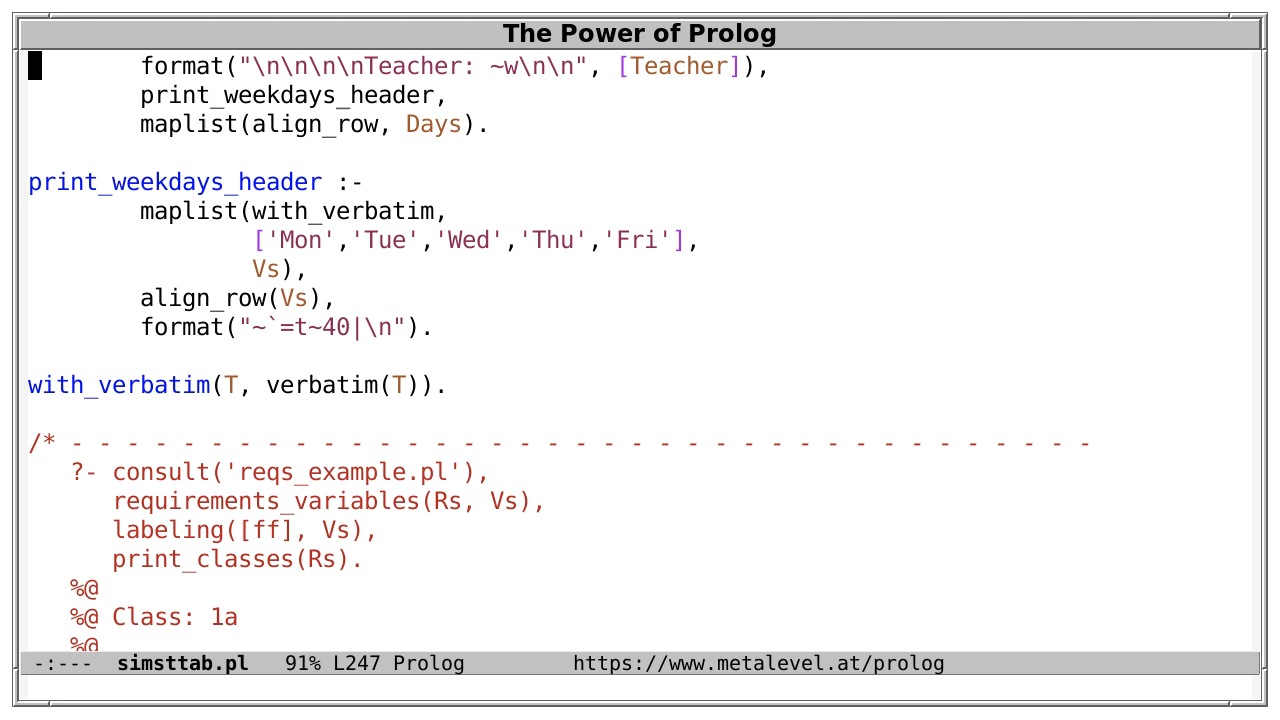 The Power of Prolog
        format("\n\n\n\nTeacher: ~w\n\n", [Teacher]),
        print_weekdays_header,
        maplist(align_row, Days).
print_weekdays_header :-
        maplist(with_verbatim,
                ['Mon','Tue','Wed','Thu','Fri'],
                Vs),
        align_row(Vs),
        format("~`=t~40|\n").
with_verbatim(T, verbatim(T)).
/* - - - - - - - - - - - - - - - - - - - - - - - - - - - - - - - - - - - - -
   ?- consult('reqs_example.pl'),
      requirements_variables(Rs, Vs),
      labeling([ff], Vs),
      print_classes(Rs).
   %@
   %@ Class: 1a
   %@
-:---  simsttab.pl   91% L247 Prolog        https://www.metalevel.at/prolog